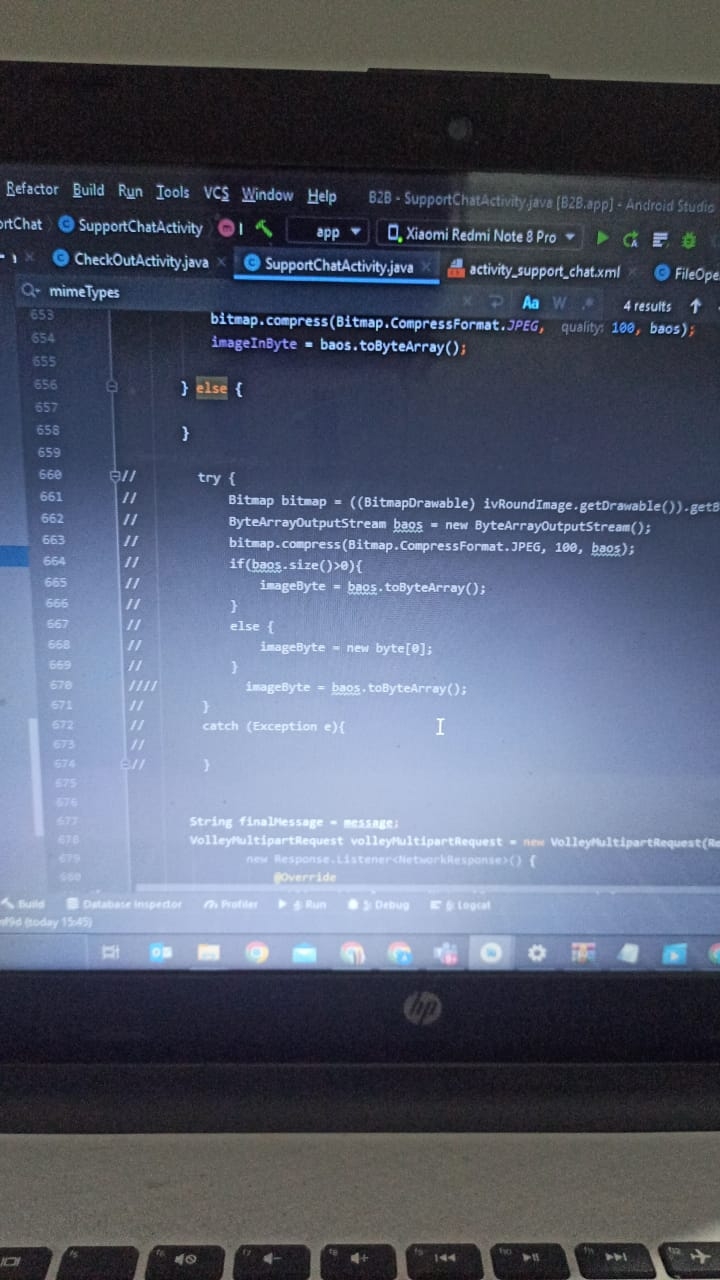 Refactor Build Run Tools VCS Window Help B2B - SupportChatActivity.java [B2B.app] - Android Studio
ortChat SupportChatActivity m app Xiaomi Redmi Note 8 Pro
CheckOutActivity.java × SupportChatActivity.java × activity_support_chat.xml × FileOpe
mimeTypes × Aa W .* 4 results ↑
653 bitmap.compress(Bitmap.CompressFormat.JPEG, quality: 100, baos);
654 imageInByte = baos.toByteArray();
655
656 } else {
657
658 }
659
660 // try {
661 // Bitmap bitmap = ((BitmapDrawable) ivRoundImage.getDrawable()).getB
662 // ByteArrayOutputStream baos = new ByteArrayOutputStream();
663 // bitmap.compress(Bitmap.CompressFormat.JPEG, 100, baos);
664 // if(baos.size()>0){
665 // imageByte = baos.toByteArray();
666 // }
667 // else {
668 // imageByte = new byte[0];
669 // }
670 //// imageByte = baos.toByteArray();
671 // }
672 // catch (Exception e){
673 //
674 // }
675
676
677 String finalMessage = message;
678 VolleyMultipartRequest volleyMultipartRequest = new VolleyMultipartRequest(Re
679 new Response.Listener<NetworkResponse>() {
680 @Override
Build Database Inspector Profiler 4: Run 5: Debug 6: Logcat
(today 15:45)
hp